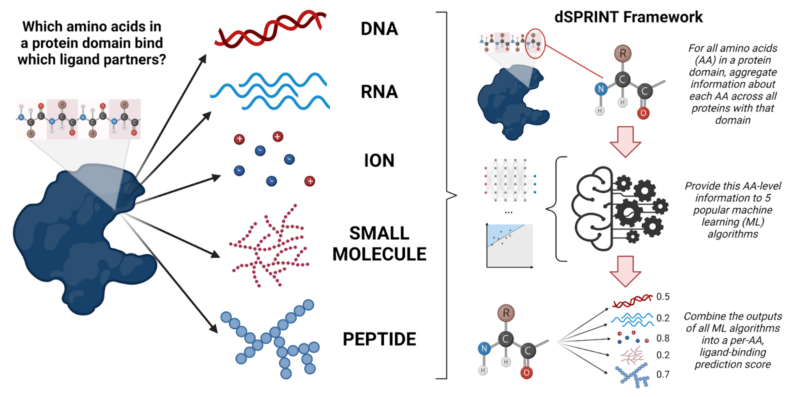 Which amino acids in
a protein domain bind
which ligand partners?
DNA
RNA
ION
SMALL
MOLECULE
PEPTIDE
dSPRINT Framework
R
N
C
C
H
H
O
For all amino acids
(AA) in a protein
domain, aggregate
information about
each AA across all
proteins with that
domain
...
Provide this AA-level
information to 5
popular machine
learning (ML)
algorithms
R
N
C
C
H
H
O
0.5
0.2
0.8
0.2
0.7
Combine the outputs
of all ML algorithms
into a per-AA,
ligand-binding
prediction score